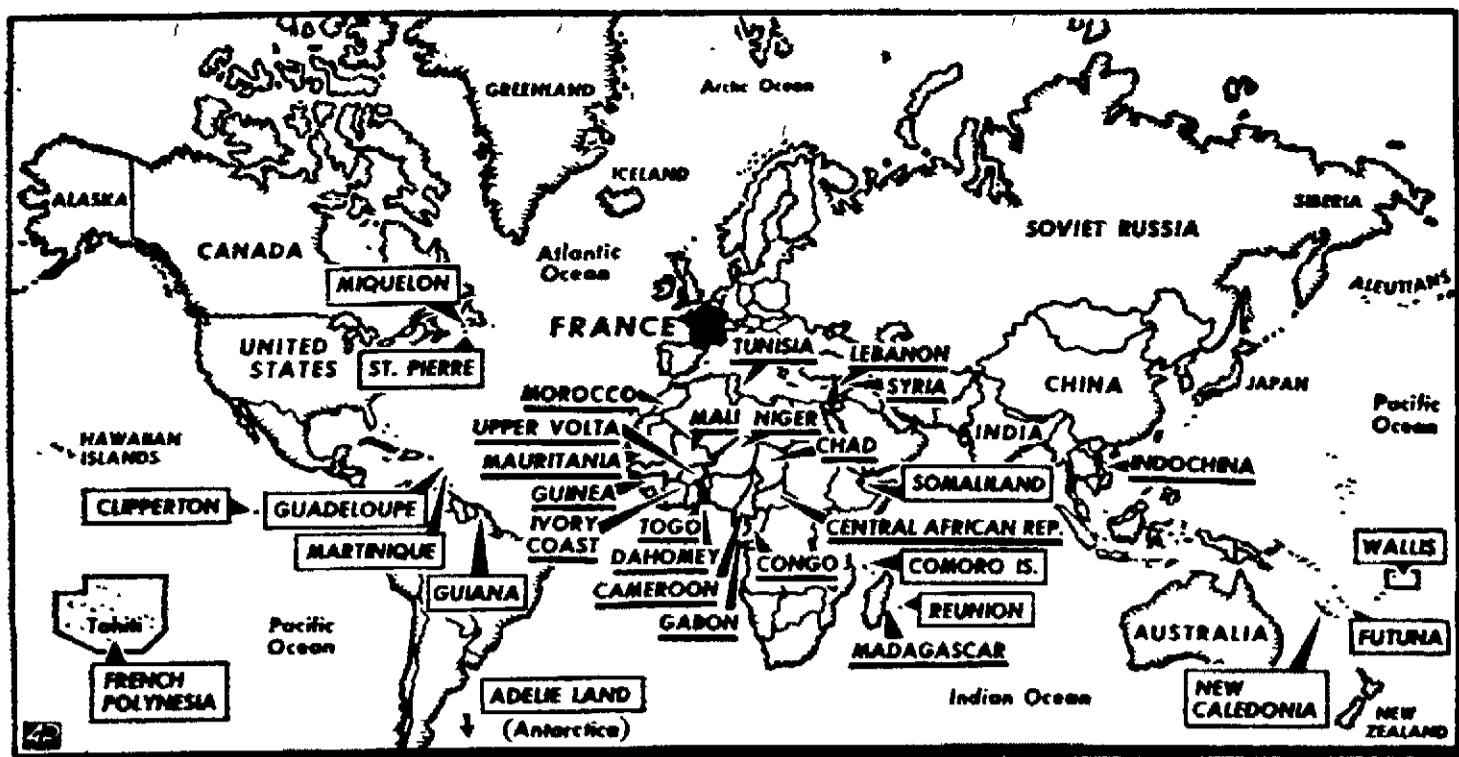 GREENLAND
Arctic Ocean
ICELAND
ALASKA
SIBERIA
CANADA
SOVIET RUSSIA
Atlantic
Ocean
MIQUELON
ALEUTIANS
FRANCE
UNITED
STATES
ST. PIERRE
TUNISIA
LEBANON
SYRIA
CHINA
JAPAN
MOROCCO
Pacific
Ocean
MALI
NIGER
UPPER VOLTA
CHAD
INDIA
HAWAIIAN
ISLANDS
MAURITANIA
INDOCHINA
GUINEA
SOMALILAND
CLIPPERTON
GUADELOUPE
IVORY
COAST
TOGO
CENTRAL AFRICAN REP.
MARTINIQUE
DAHOMEY
CONGO
COMORO IS.
WALLIS
GUIANA
CAMEROON
REUNION
Tahiti
Pacific
Ocean
GABON
MADAGASCAR
AUSTRALIA
FUTUNA
FRENCH
POLYNESIA
ADELIE LAND
(Antarctica)
Indian Ocean
NEW
CALEDONIA
NEW
ZEALAND
AP